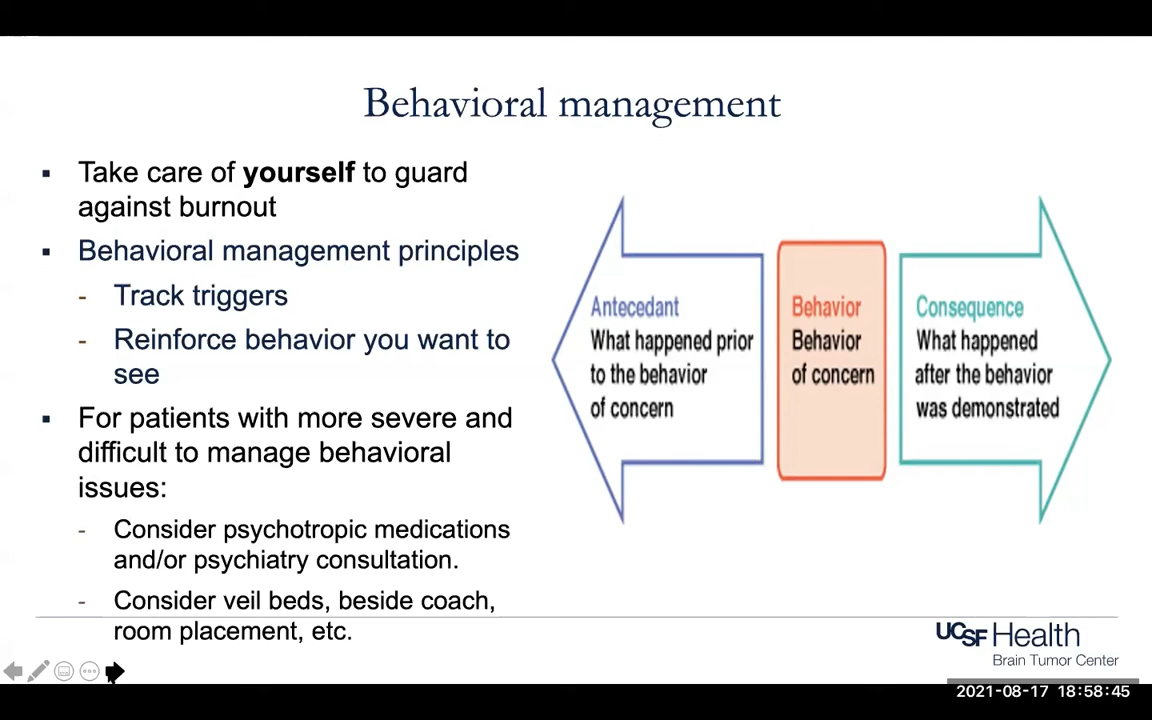 Behavioral management
Take care of yourself to guard
against burnout
Behavioral management principles
- Track triggers
- Reinforce behavior you want to
see
For patients with more severe and
difficult to manage behavioral
issues:
- Consider psychotropic medications
and/or psychiatry consultation.
- Consider veil beds, beside coach,
room placement, etc.
Antecedant
What happened prior
to the behavior
of concern
Behavior
Behavior
of concern
Consequence
What happened
after the behavior
was demonstrated
UCSF Health
Brain Tumor Center
2021-08-17 18:58:45